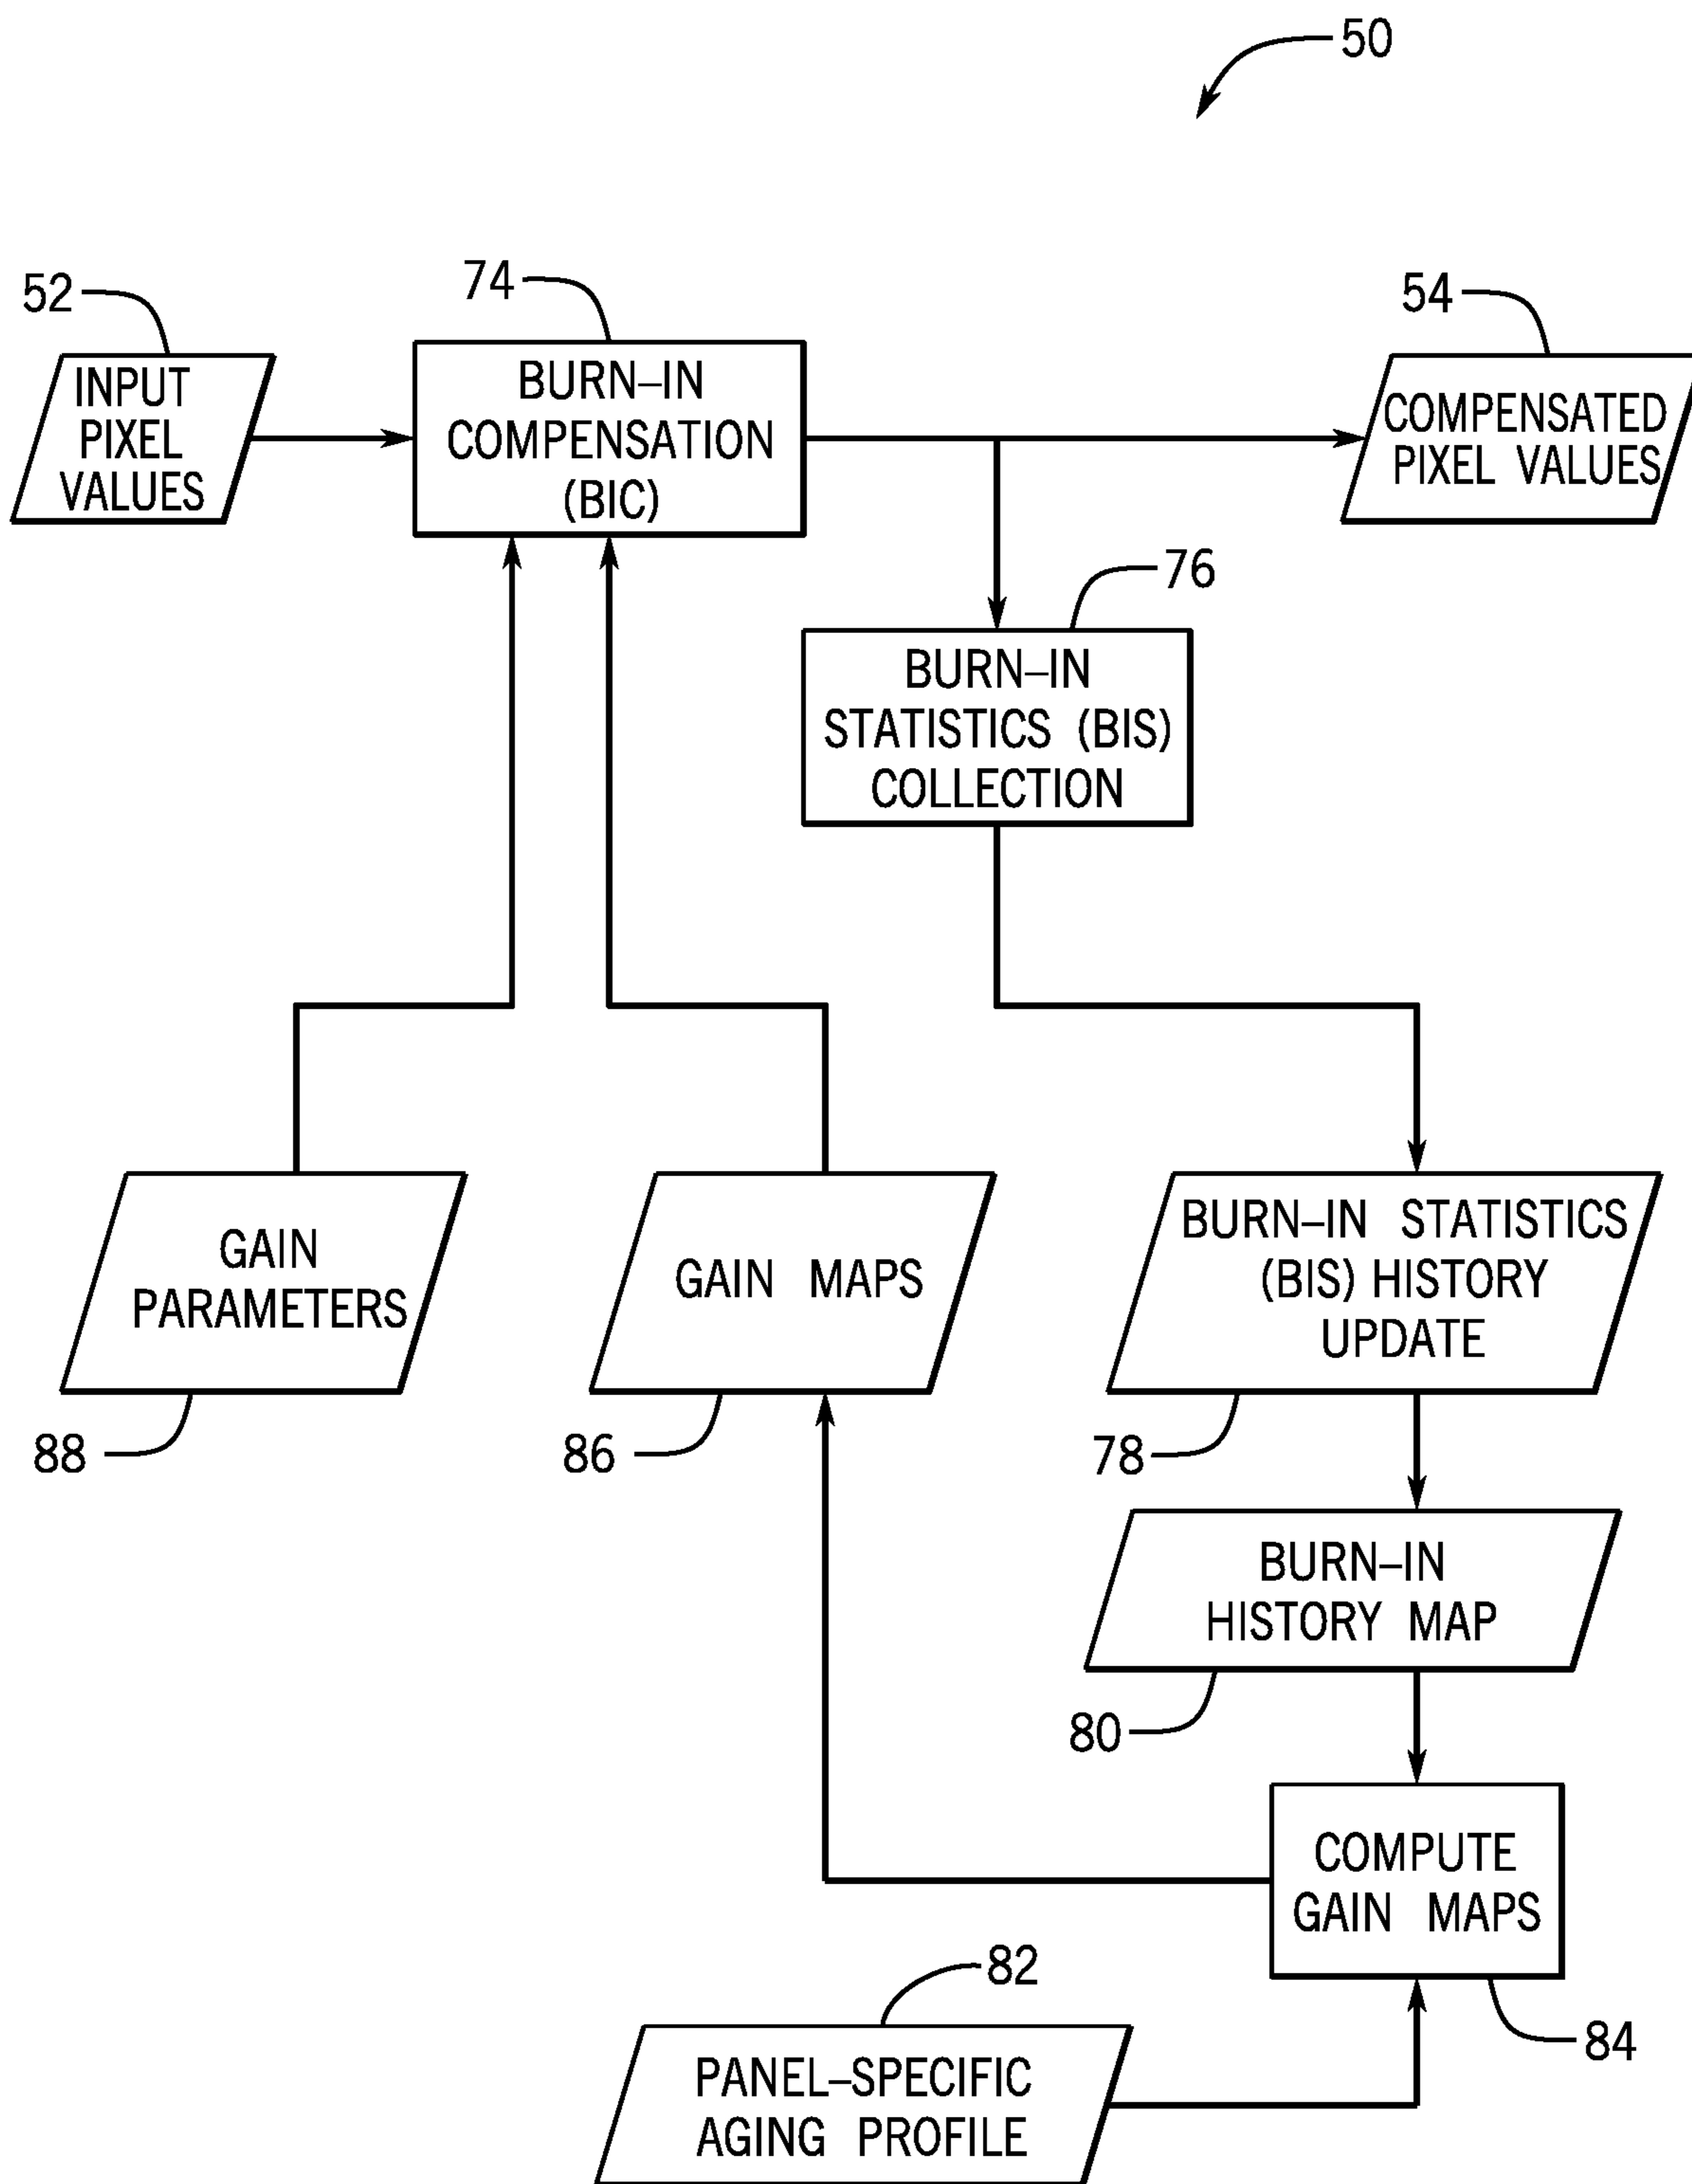 50
52
74
54
INPUT
PIXEL
VALUES
BURN–IN
COMPENSATION
(BIC)
COMPENSATED
PIXEL VALUES
76
BURN–IN
STATISTICS (BIS)
COLLECTION
GAIN
PARAMETERS
88
GAIN MAPS
86
BURN–IN STATISTICS
(BIS) HISTORY
UPDATE
78
BURN–IN
HISTORY MAP
80
COMPUTE
GAIN MAPS
84
82
PANEL–SPECIFIC
AGING PROFILE